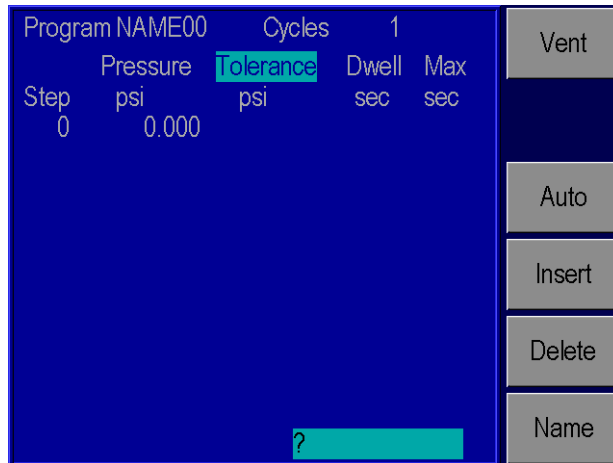 Program NAME00 Cycles 1
Pressure Tolerance Dwell Max
Step psi psi sec sec
0 0.000
?
Vent
Auto
Insert
Delete
Name